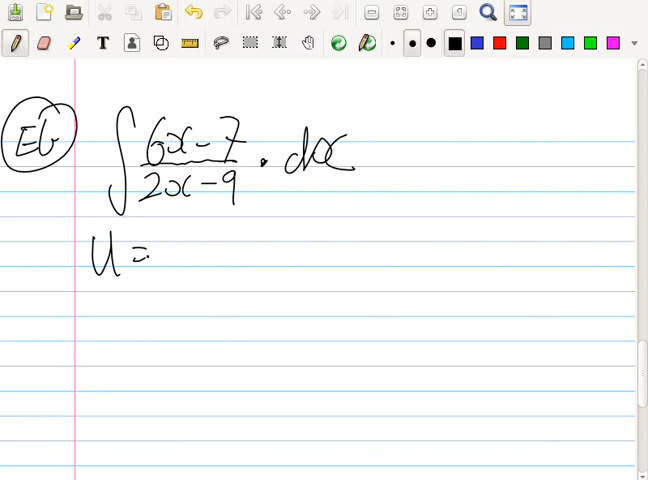 Eg ∫ (6x - 7)/(2x - 9) · dx
u =